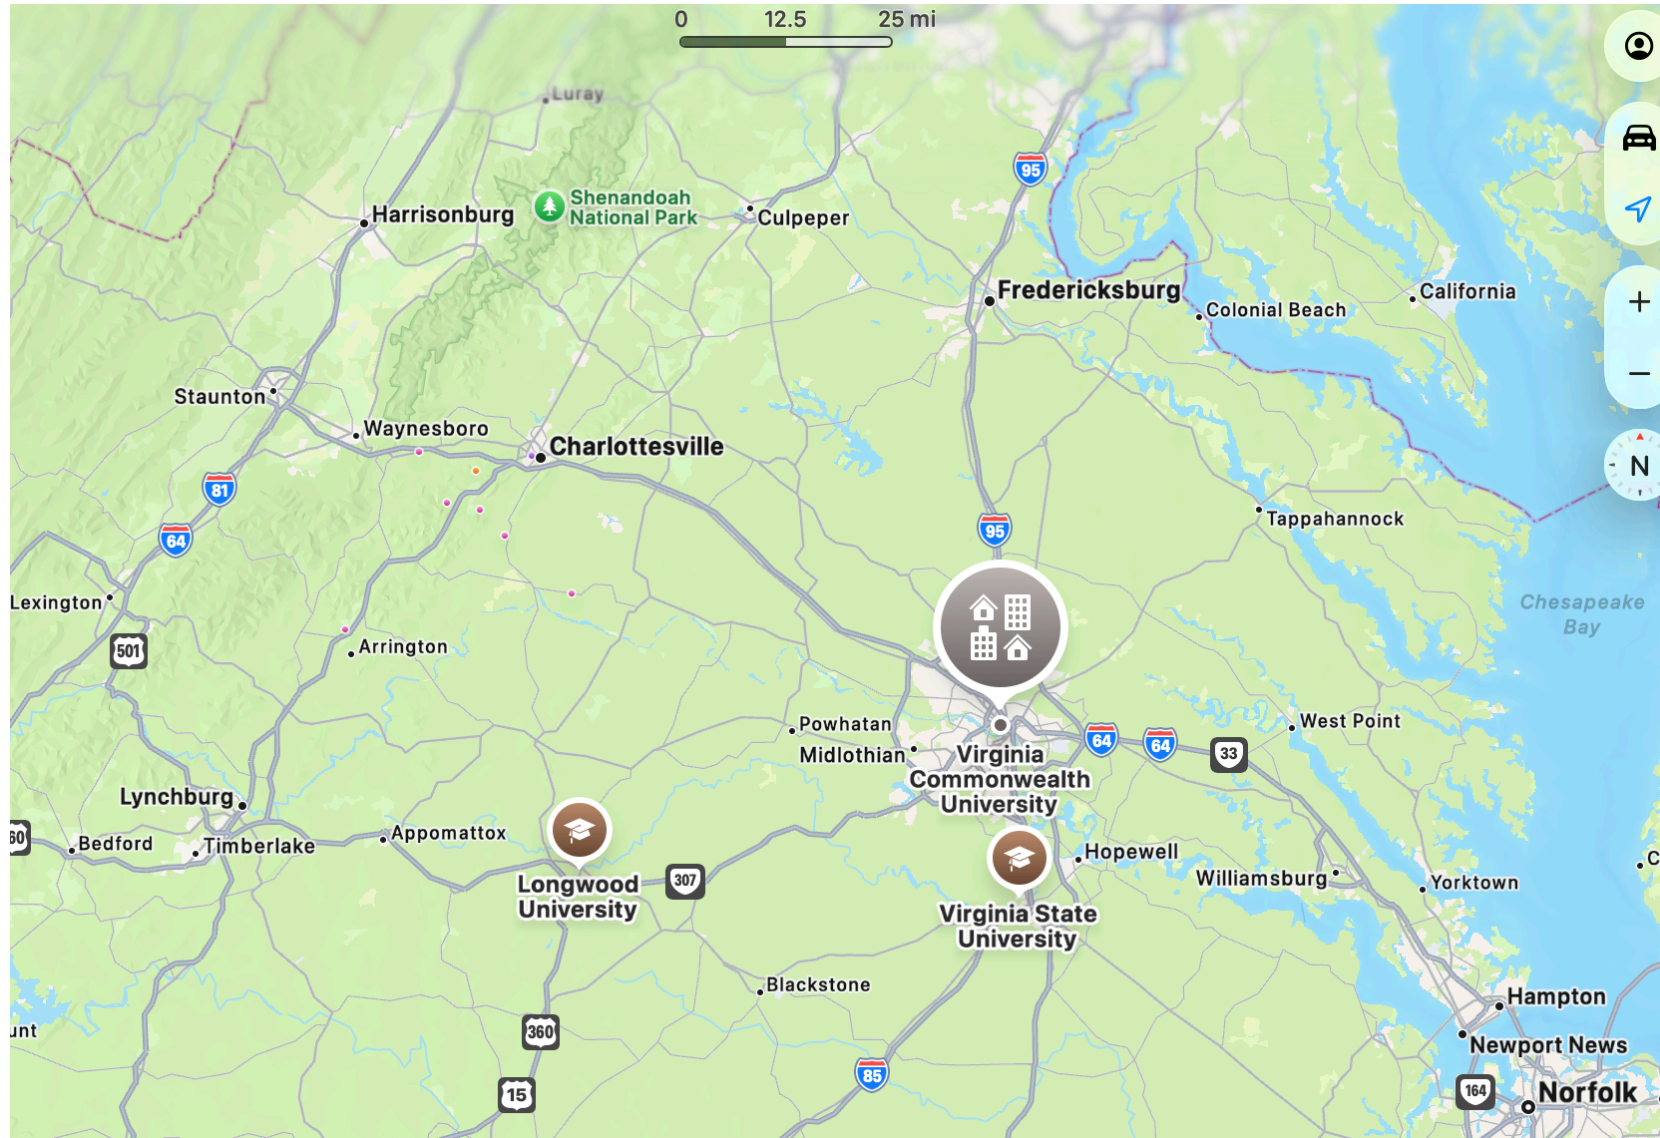 0 12.5 25 mi
Luray
95
Shenandoah
National Park
Harrisonburg
Culpeper
Fredericksburg
California
Colonial Beach
Staunton
Waynesboro
Charlottesville
N
81
64
95
Tappahannock
Lexington
Chesapeake
Bay
501
Arrington
Powhatan
Midlothian
West Point
64
64
33
Virginia
Commonwealth
University
Lynchburg
60
Bedford
Timberlake
Appomattox
Hopewell
Longwood
University
307
Williamsburg
Yorktown
C
Virginia State
University
Blackstone
Hampton
unt
360
Newport News
85
15
164
Norfolk